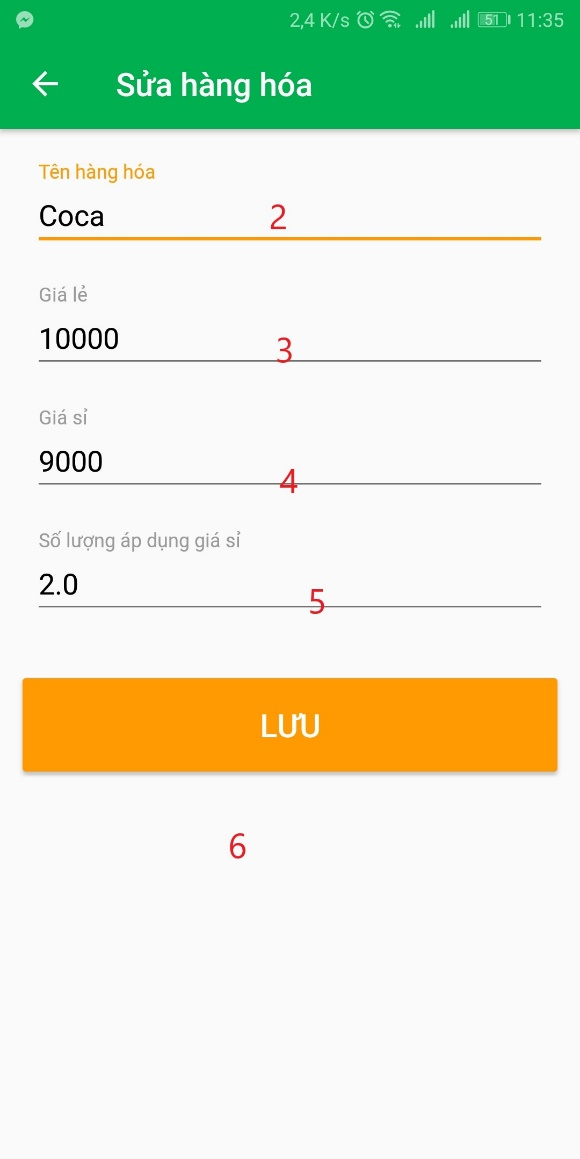 2,4 K/s 51 11:35
Sửa hàng hóa
Tên hàng hóa
Coca 2
Giá lẻ
10000 3
Giá sỉ
9000 4
Số lượng áp dụng giá sỉ
2.0 5
LƯU
6